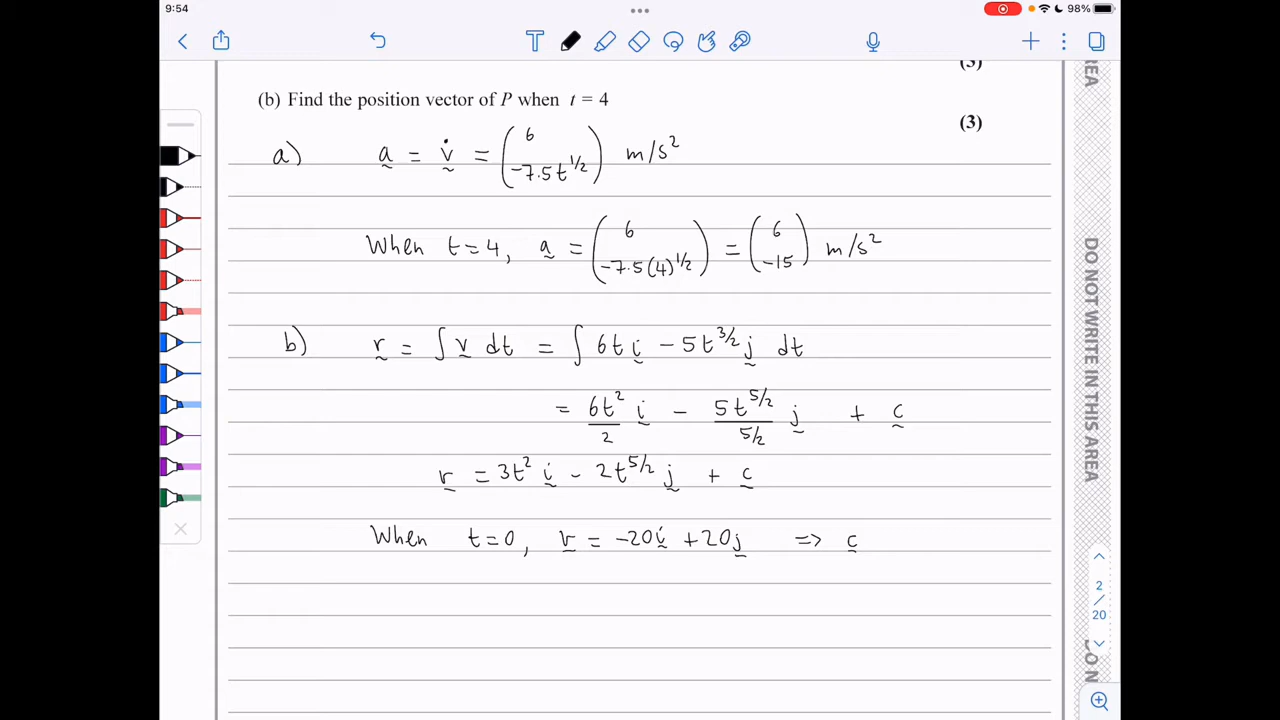 9:54
98%
(3)
(b) Find the position vector of P when t = 4
(3)
a) a = v̇ = (6 / -7.5t^1/2) m/s²
When t=4, a = (6 / -7.5(4)^1/2) = (6 / -15) m/s²
b) r = ∫ v dt = ∫ 6t i - 5t^3/2 j dt
= 6t²/2 i - 5t^5/2 / 5/2 j + c
r = 3t² i - 2t^5/2 j + c
When t=0, r = -20i + 20j => c
AREA
DO NOT WRITE IN THIS AREA
DO N
2
/
20